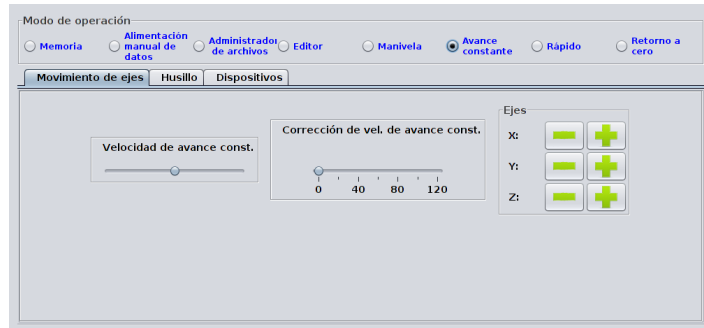 Modo de operación
Memoria
Alimentación
manual de
datos
Administrador
de archivos
Editor
Manivela
Avance
constante
Rápido
Retorno a
cero
Movimiento de ejes Husillo Dispositivos
Velocidad de avance const.
Corrección de vel. de avance const.
0 40 80 120
Ejes
X:
Y:
Z: